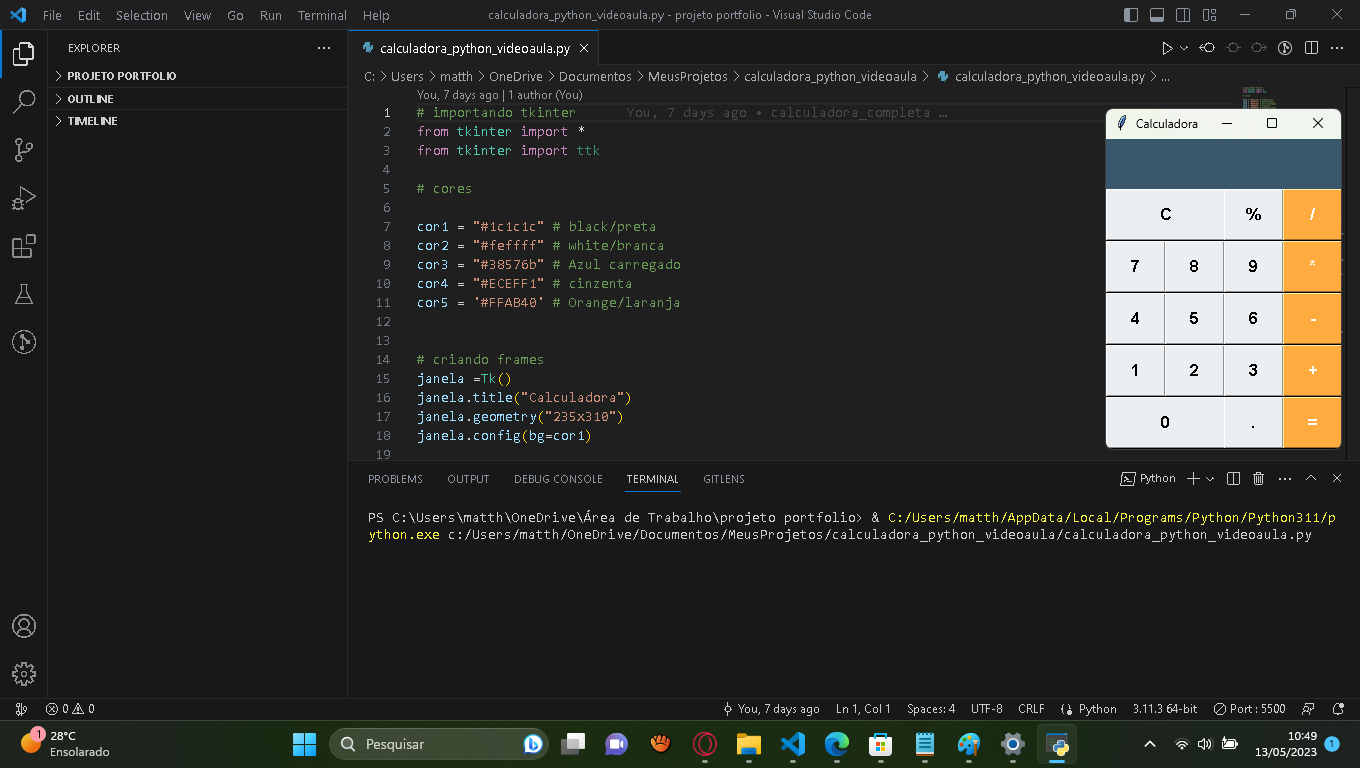 File Edit Selection View Go Run Terminal Help
calculadora_python_videoaula.py - projeto portfolio - Visual Studio Code
EXPLORER
PROJETO PORTFOLIO
OUTLINE
TIMELINE
calculadora_python_videoaula.py
C: > Users > matth > OneDrive > Documentos > MeusProjetos > calculadora_python_videoaula > calculadora_python_videoaula.py > ...
You, 7 days ago | 1 author (You)
1 # importando tkinter You, 7 days ago • calculadora_completa …
2 from tkinter import *
3 from tkinter import ttk
4
5 # cores
6
7 cor1 = "#1c1c1c" # black/preta
8 cor2 = "#feffff" # white/branca
9 cor3 = "#38576b" # Azul carregado
10 cor4 = "#ECEFF1" # cinzenta
11 cor5 = '#FFAB40' # Orange/laranja
12
13
14 # criando frames
15 janela =Tk()
16 janela.title("Calculadora")
17 janela.geometry("235x310")
18 janela.config(bg=cor1)
19
Calculadora
C % /
7 8 9 *
4 5 6 -
1 2 3 +
0 . =
PROBLEMS OUTPUT DEBUG CONSOLE TERMINAL GITLENS
Python
PS C:\Users\matth\OneDrive\Área de Trabalho\projeto portfolio> & C:/Users/matth/AppData/Local/Programs/Python/Python311/p
ython.exe c:/Users/matth/OneDrive/Documentos/MeusProjetos/calculadora_python_videoaula/calculadora_python_videoaula.py
0 0
You, 7 days ago Ln 1, Col 1 Spaces: 4 UTF-8 CRLF Python 3.11.3 64-bit Port : 5500
1
28°C
Ensolarado
Pesquisar
10:49
13/05/2023
1